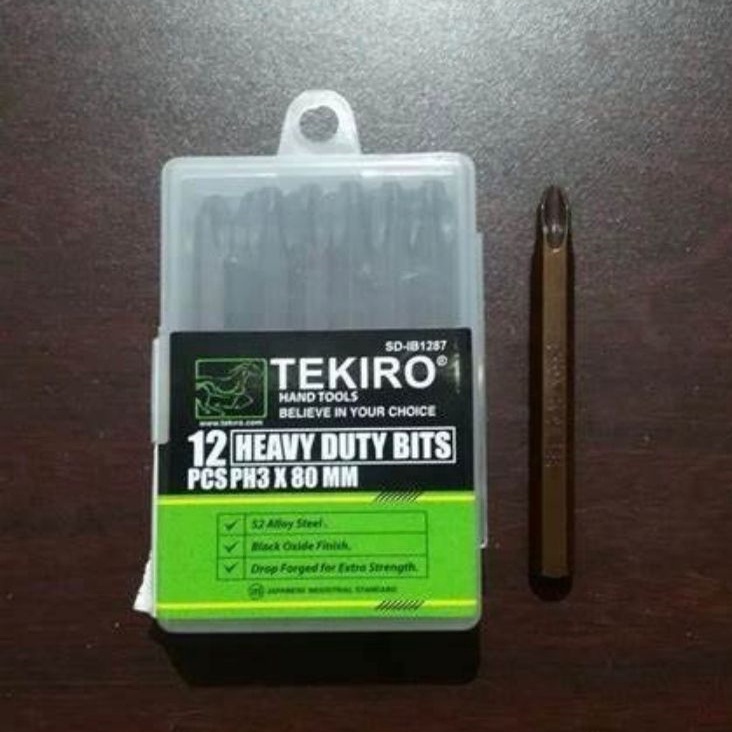 SD-IB1287
TEKIRO®
HAND TOOLS
BELIEVE IN YOUR CHOICE
www.tekiro.com
12 HEAVY DUTY BITS
PCS PH3 X 80 MM
S2 Alloy Steel.
Black Oxide Finish.
Drop Forged for Extra Strength.
JAPANESE INDUSTRIAL STANDARD